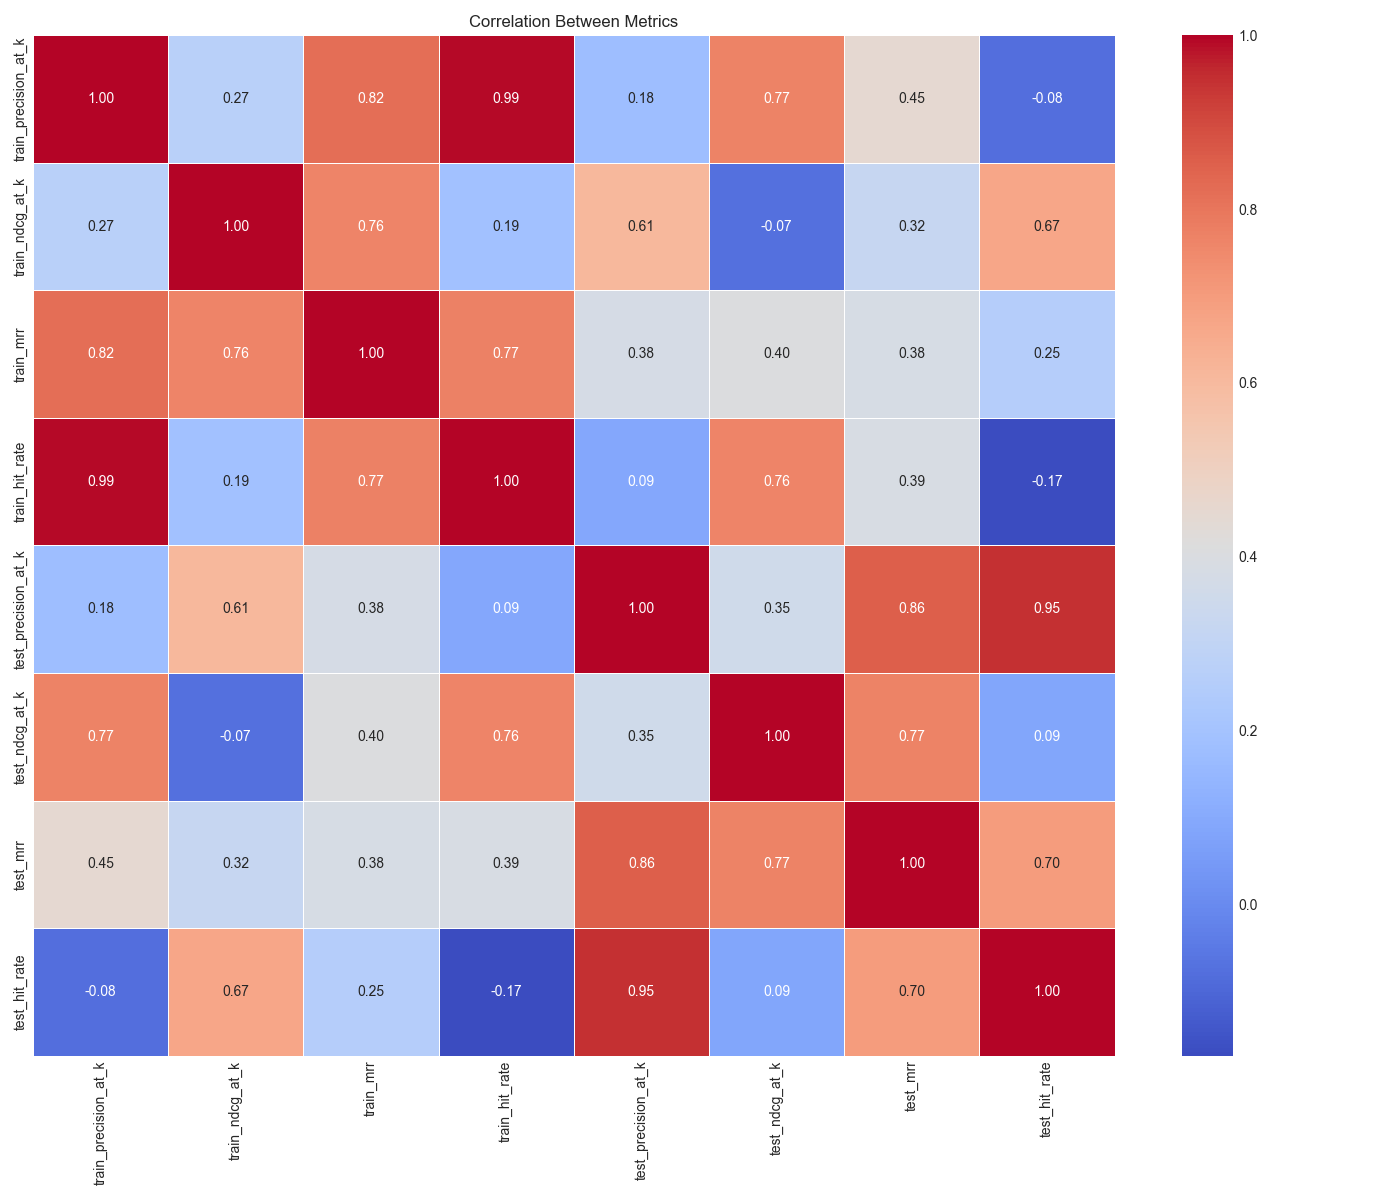 Correlation Between Metrics
train_precision_at_k
1.00 0.27 0.82 0.99 0.18 0.77 0.45 -0.08
train_ndcg_at_k
0.27 1.00 0.76 0.19 0.61 -0.07 0.32 0.67
train_mrr
0.82 0.76 1.00 0.77 0.38 0.40 0.38 0.25
train_hit_rate
0.99 0.19 0.77 1.00 0.09 0.76 0.39 -0.17
test_precision_at_k
0.18 0.61 0.38 0.09 1.00 0.35 0.86 0.95
test_ndcg_at_k
0.77 -0.07 0.40 0.76 0.35 1.00 0.77 0.09
test_mrr
0.45 0.32 0.38 0.39 0.86 0.77 1.00 0.70
test_hit_rate
-0.08 0.67 0.25 -0.17 0.95 0.09 0.70 1.00
train_precision_at_k
train_ndcg_at_k
train_mrr
train_hit_rate
test_precision_at_k
test_ndcg_at_k
test_mrr
test_hit_rate
1.0
0.8
0.6
0.4
0.2
0.0